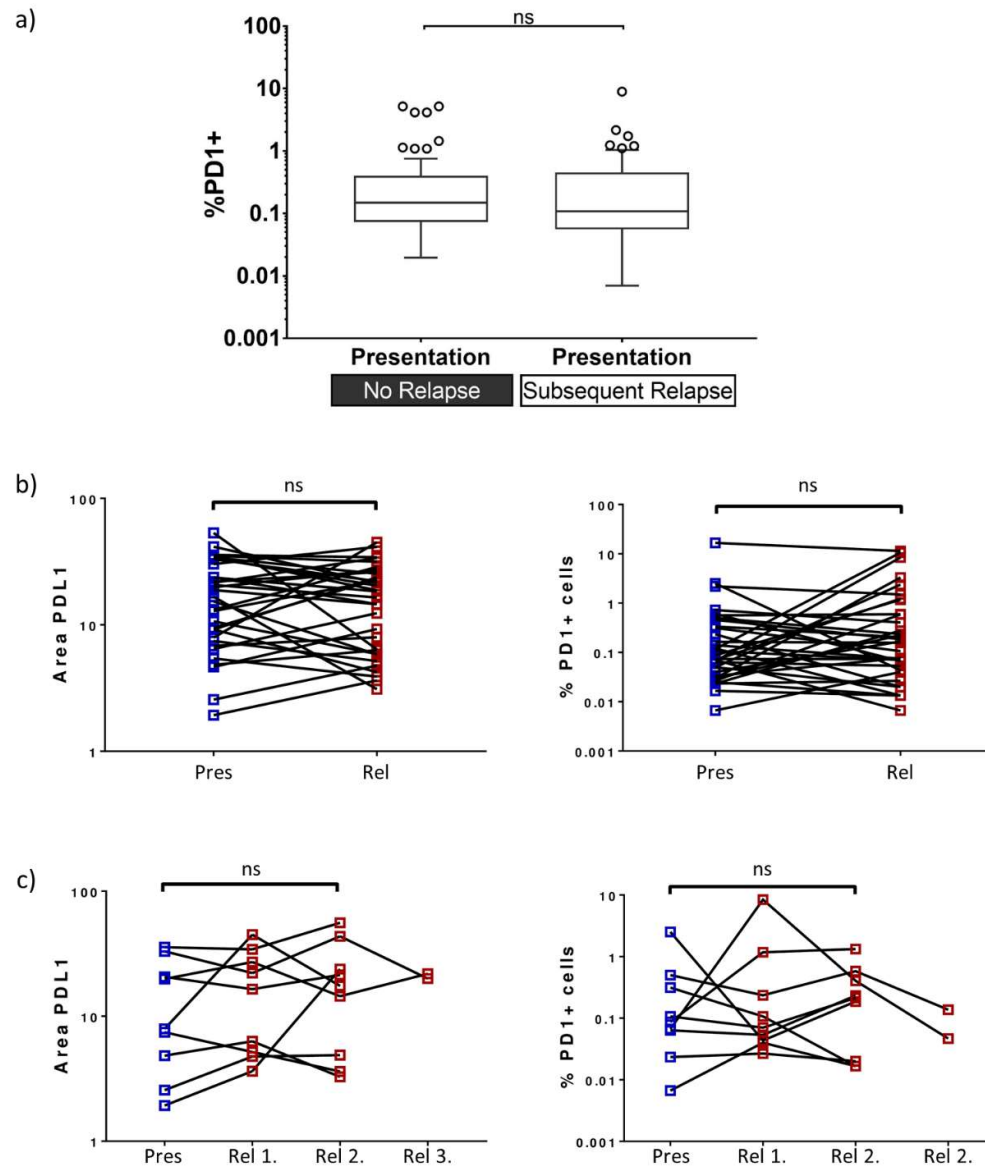 a)
ns
%PD1+
100
10
1
0.1
0.01
0.001
Presentation Presentation
No Relapse Subsequent Relapse
b)
ns
Area PDL1
100
10
1
Pres Rel
ns
% PD1+ cells
100
10
1
0.1
0.01
0.001
Pres Rel
c)
ns
Area PDL1
100
10
1
Pres Rel 1. Rel 2. Rel 3.
ns
% PD1+ cells
10
1
0.1
0.01
0.001
Pres Rel 1. Rel 2. Rel 2.